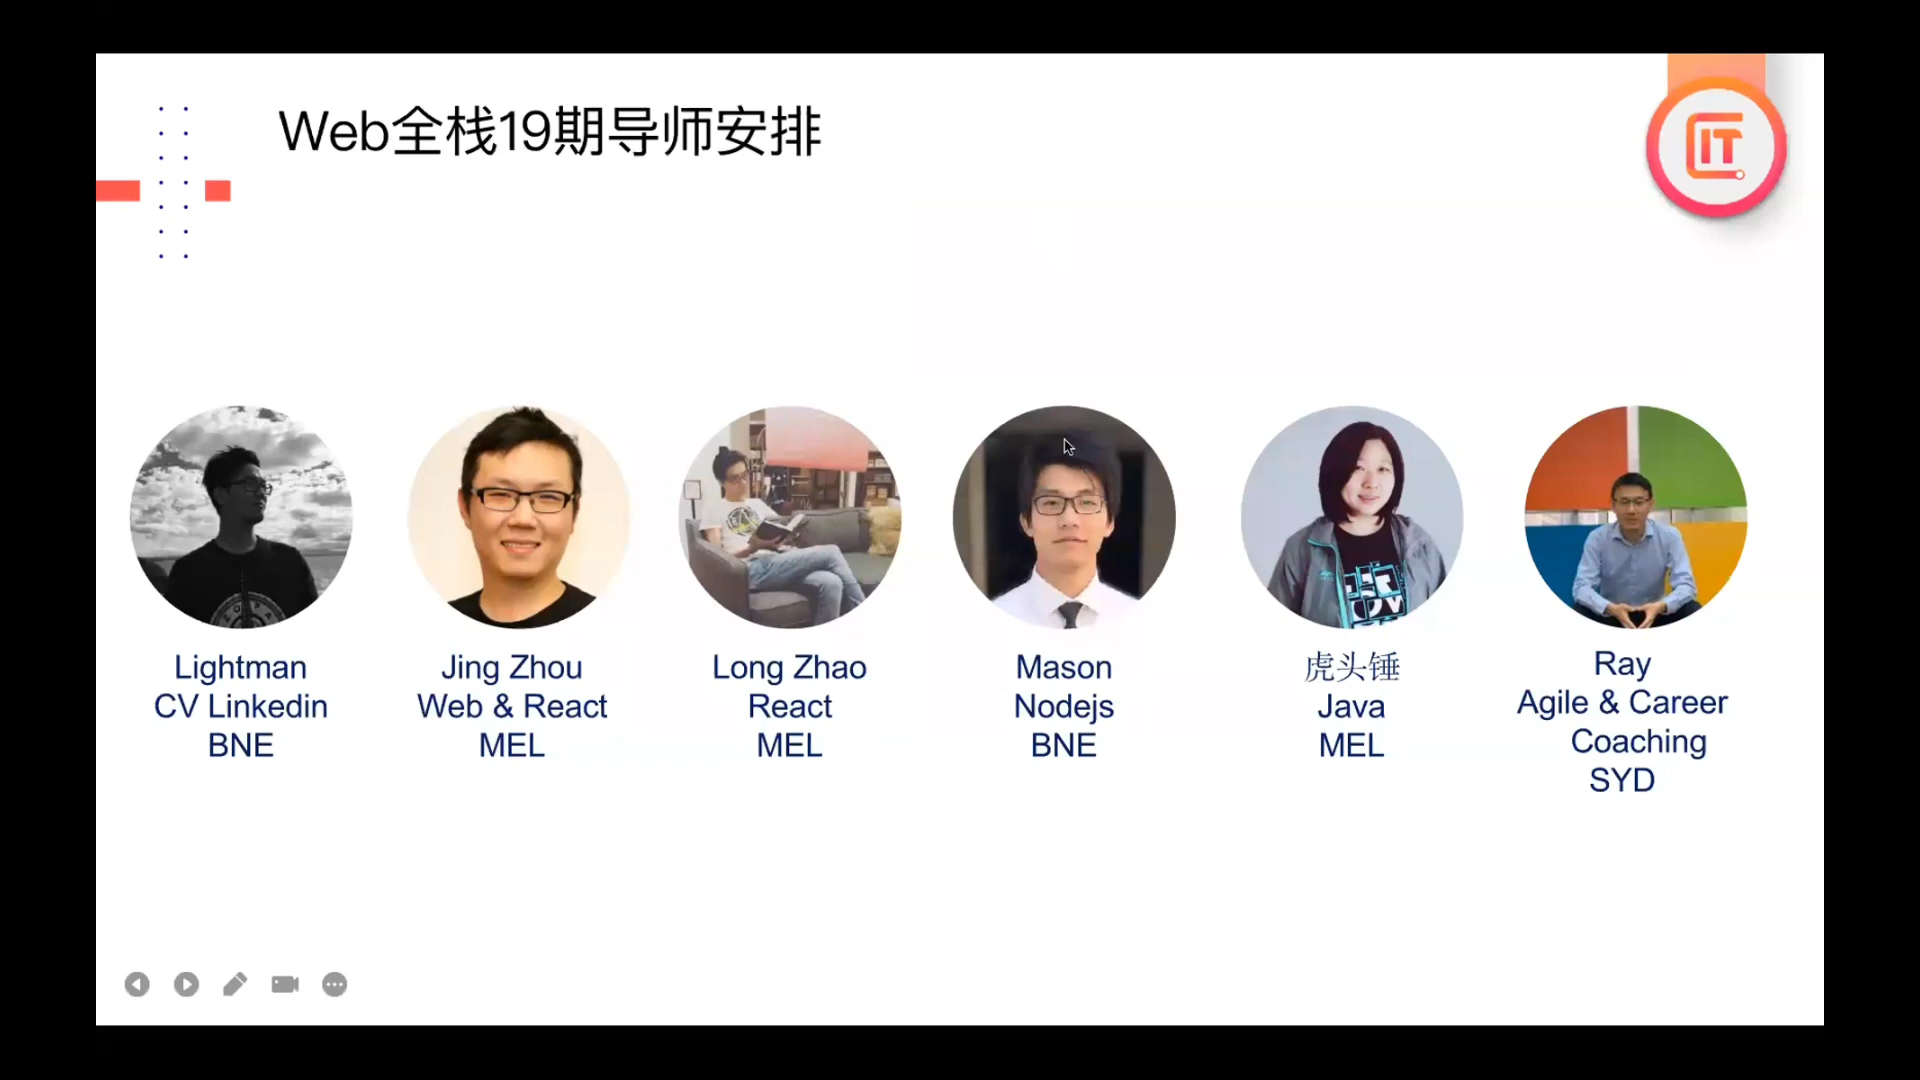 Web全栈19期导师安排
IT
Lightman
CV Linkedin
BNE
Jing Zhou
Web & React
MEL
Long Zhao
React
MEL
Mason
Nodejs
BNE
虎头锤
Java
MEL
Ray
Agile & Career
Coaching
SYD